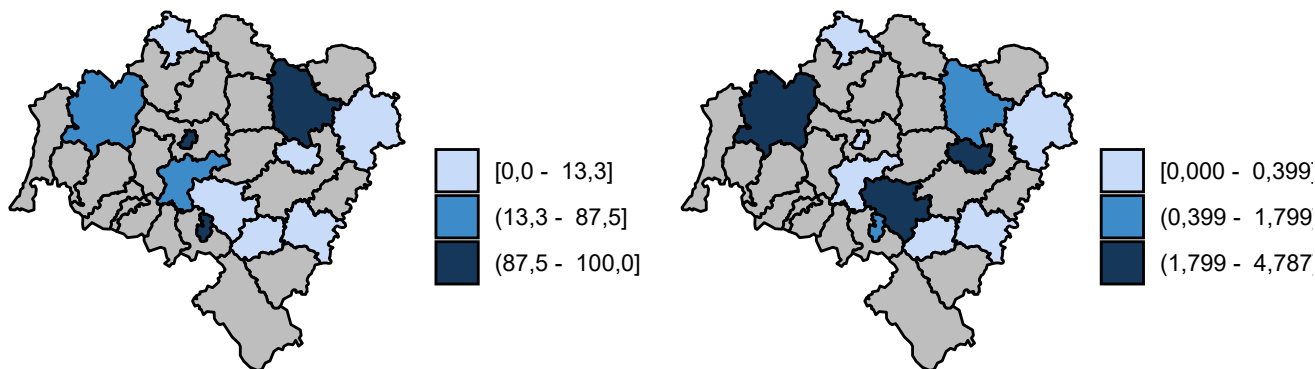 [0,0 - 13,3]
(13,3 - 87,5]
(87,5 - 100,0]
[0,000 - 0,399]
(0,399 - 1,799]
(1,799 - 4,787]